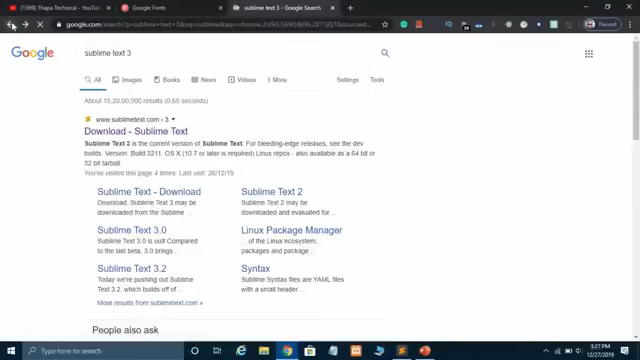 (1569) Thapa Technical
Google Fonts
sublime text 3 - Google Search
google.com/search?q=sublime+text+3&oq=sublime&aqs=chrome.2.69i57j69i59j0l6.2871j0j7&sourceid
Paused
Google
sublime text 3
All
Images
Books
News
Videos
More
Settings
Tools
About 15,20,00,000 results (0.65 seconds)
www.sublimetext.com › 3
Download - Sublime Text
Sublime Text 3 is the current version of Sublime Text. For bleeding-edge releases, see the dev
builds. Version: Build 3211. OS X (10.7 or later is required) Linux repos - also available as a 64 bit or
32 bit tarball.
You've visited this page 4 times. Last visit: 26/12/19
Sublime Text - Download
Sublime Text 2
Download. Sublime Text 3 may be
downloaded from the Sublime ...
Sublime Text 2 may be
downloaded and evaluated for ...
Sublime Text 3.0
Linux Package Manager
Sublime Text 3.0 is out! Compared
to the last beta, 3.0 brings ...
... of the Linux ecosystem,
packages and package ...
Sublime Text 3.2
Syntax
Today we're pushing out Sublime
Text 3.2, which builds off of ...
Sublime Syntax files are YAML files
with a small header ...
More results from sublimetext.com »
People also ask
Type here to search
3:27 PM
12/27/2019